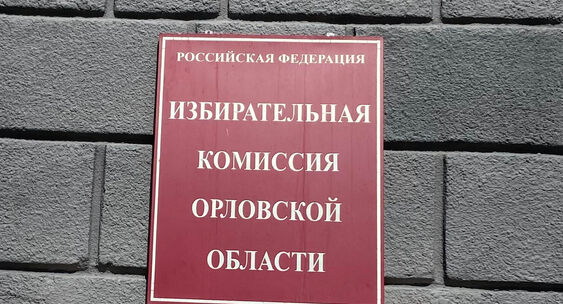 РОССИЙСКАЯ ФЕДЕРАЦИЯ
ИЗБИРАТЕЛЬНАЯ
КОМИССИЯ
ОРЛОВСКОЙ
ОБЛАСТИ